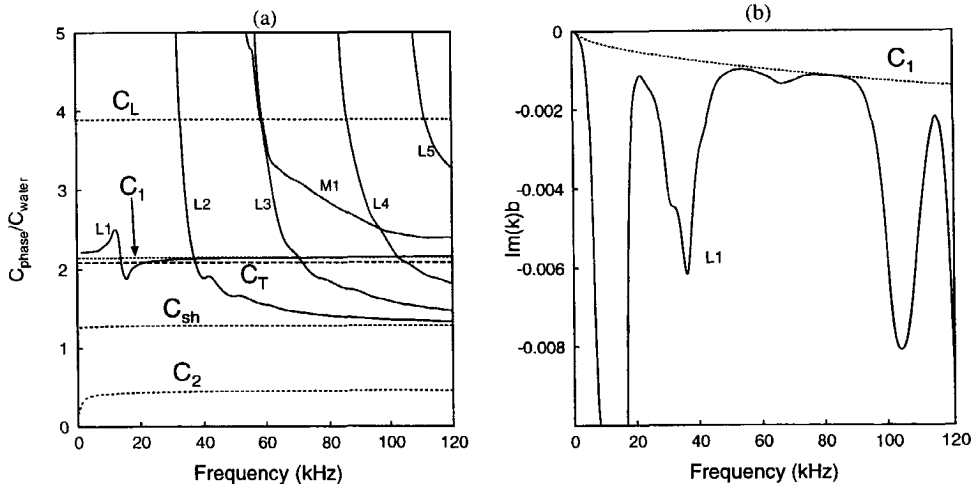 (a)
5
4
3
2
1
0
C_phase/C_water
C_L
C_1
L1
L2
L3
M1
L4
L5
C_T
C_sh
C_2
0 20 40 60 80 100 120
Frequency (kHz)
(b)
0
-0.002
-0.004
-0.006
-0.008
Im(k)b
C_1
L1
0 20 40 60 80 100 120
Frequency (kHz)